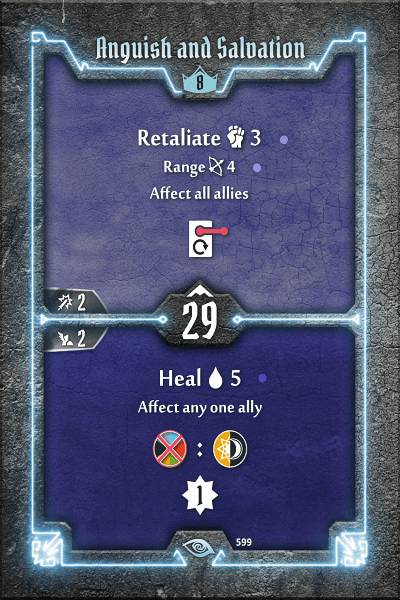 Anguish and Salvation
8
Retaliate 3
Range 4
Affect all allies
2
29
2
Heal 5
Affect any one ally
:
1
599